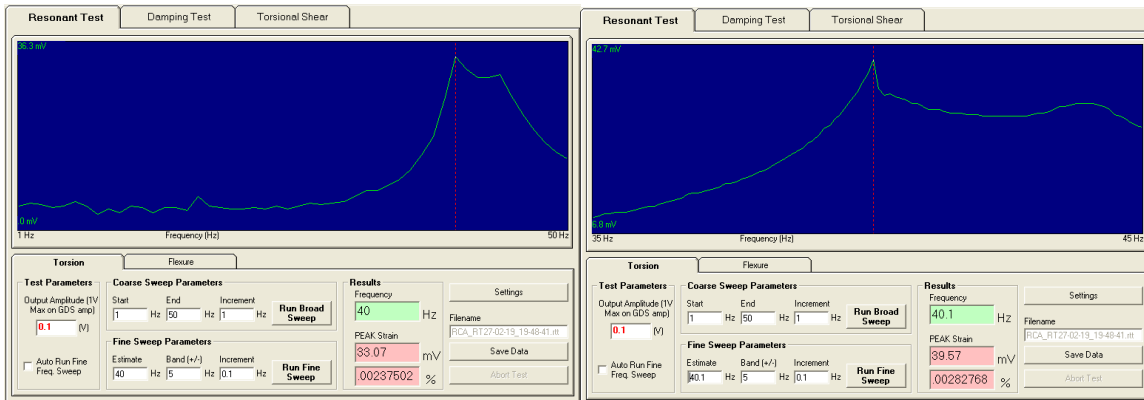 Resonant Test Damping Test Torsional Shear
36.3 mV
.0 mV
1 Hz Frequency (Hz) 50 Hz
Torsion Flexure
Test Parameters
Output Amplitude (1V
Max on GDS amp)
0.1 (V)
Auto Run Fine
Freq. Sweep
Coarse Sweep Parameters
Start End Increment
1 Hz 50 Hz 1 Hz
Run Broad
Sweep
Fine Sweep Parameters
Estimate Band (+/-) Increment
40 Hz 5 Hz 0.1 Hz
Run Fine
Sweep
Results
Frequency
40 Hz
PEAK Strain
33.07 mV
.00237502 %
Settings
Filename
RCA_RT27-02-19_19-48-41.rtt
Save Data
Abort Test
Resonant Test Damping Test Torsional Shear
42.7 mV
6.8 mV
35 Hz Frequency (Hz) 45 Hz
Torsion Flexure
Test Parameters
Output Amplitude (1V
Max on GDS amp)
0.1 (V)
Auto Run Fine
Freq. Sweep
Coarse Sweep Parameters
Start End Increment
1 Hz 50 Hz 1 Hz
Run Broad
Sweep
Fine Sweep Parameters
Estimate Band (+/-) Increment
40.1 Hz 5 Hz 0.1 Hz
Run Fine
Sweep
Results
Frequency
40.1 Hz
PEAK Strain
39.57 mV
.00282768 %
Settings
Filename
RCA_RT27-02-19_19-48-41.rtt
Save Data
Abort Test